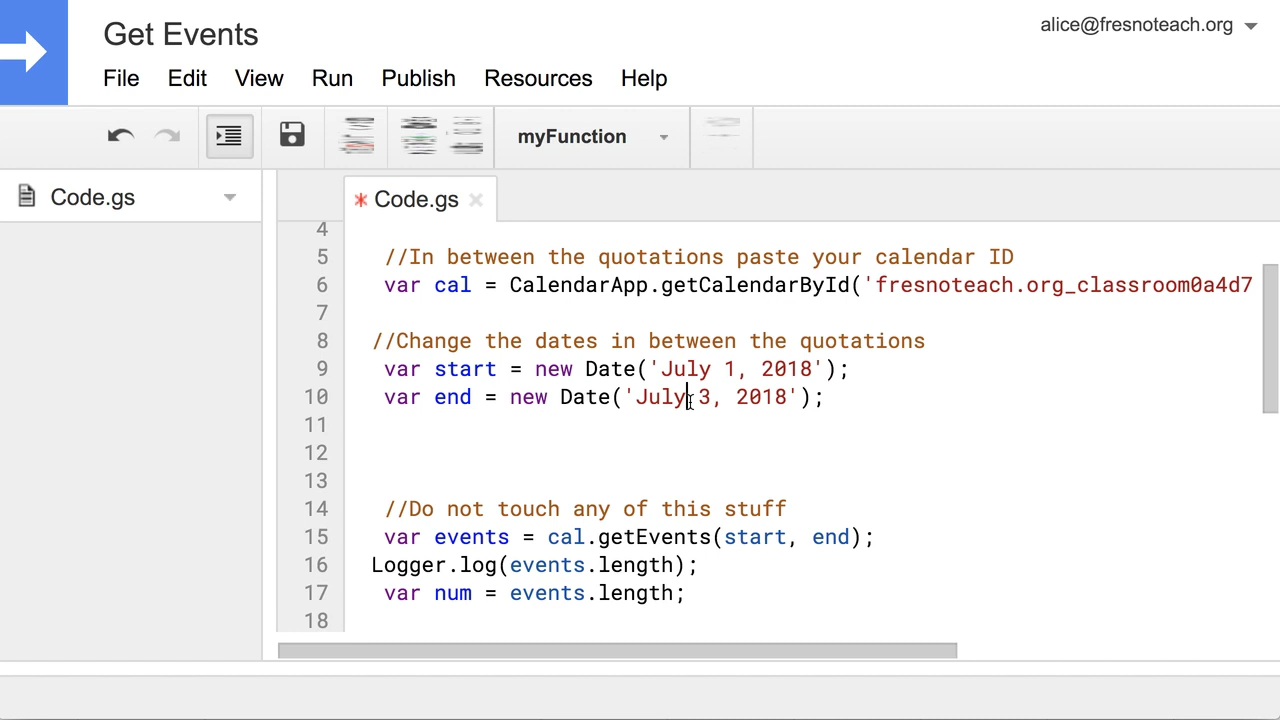 Get Events
alice@fresnoteach.org
File Edit View Run Publish Resources Help
myFunction
Code.gs
* Code.gs ×
4
5 //In between the quotations paste your calendar ID
6 var cal = CalendarApp.getCalendarById('fresnoteach.org_classroom0a4d7
7
8 //Change the dates in between the quotations
9 var start = new Date('July 1, 2018');
10 var end = new Date('July 3, 2018');
11
12
13
14 //Do not touch any of this stuff
15 var events = cal.getEvents(start, end);
16 Logger.log(events.length);
17 var num = events.length;
18